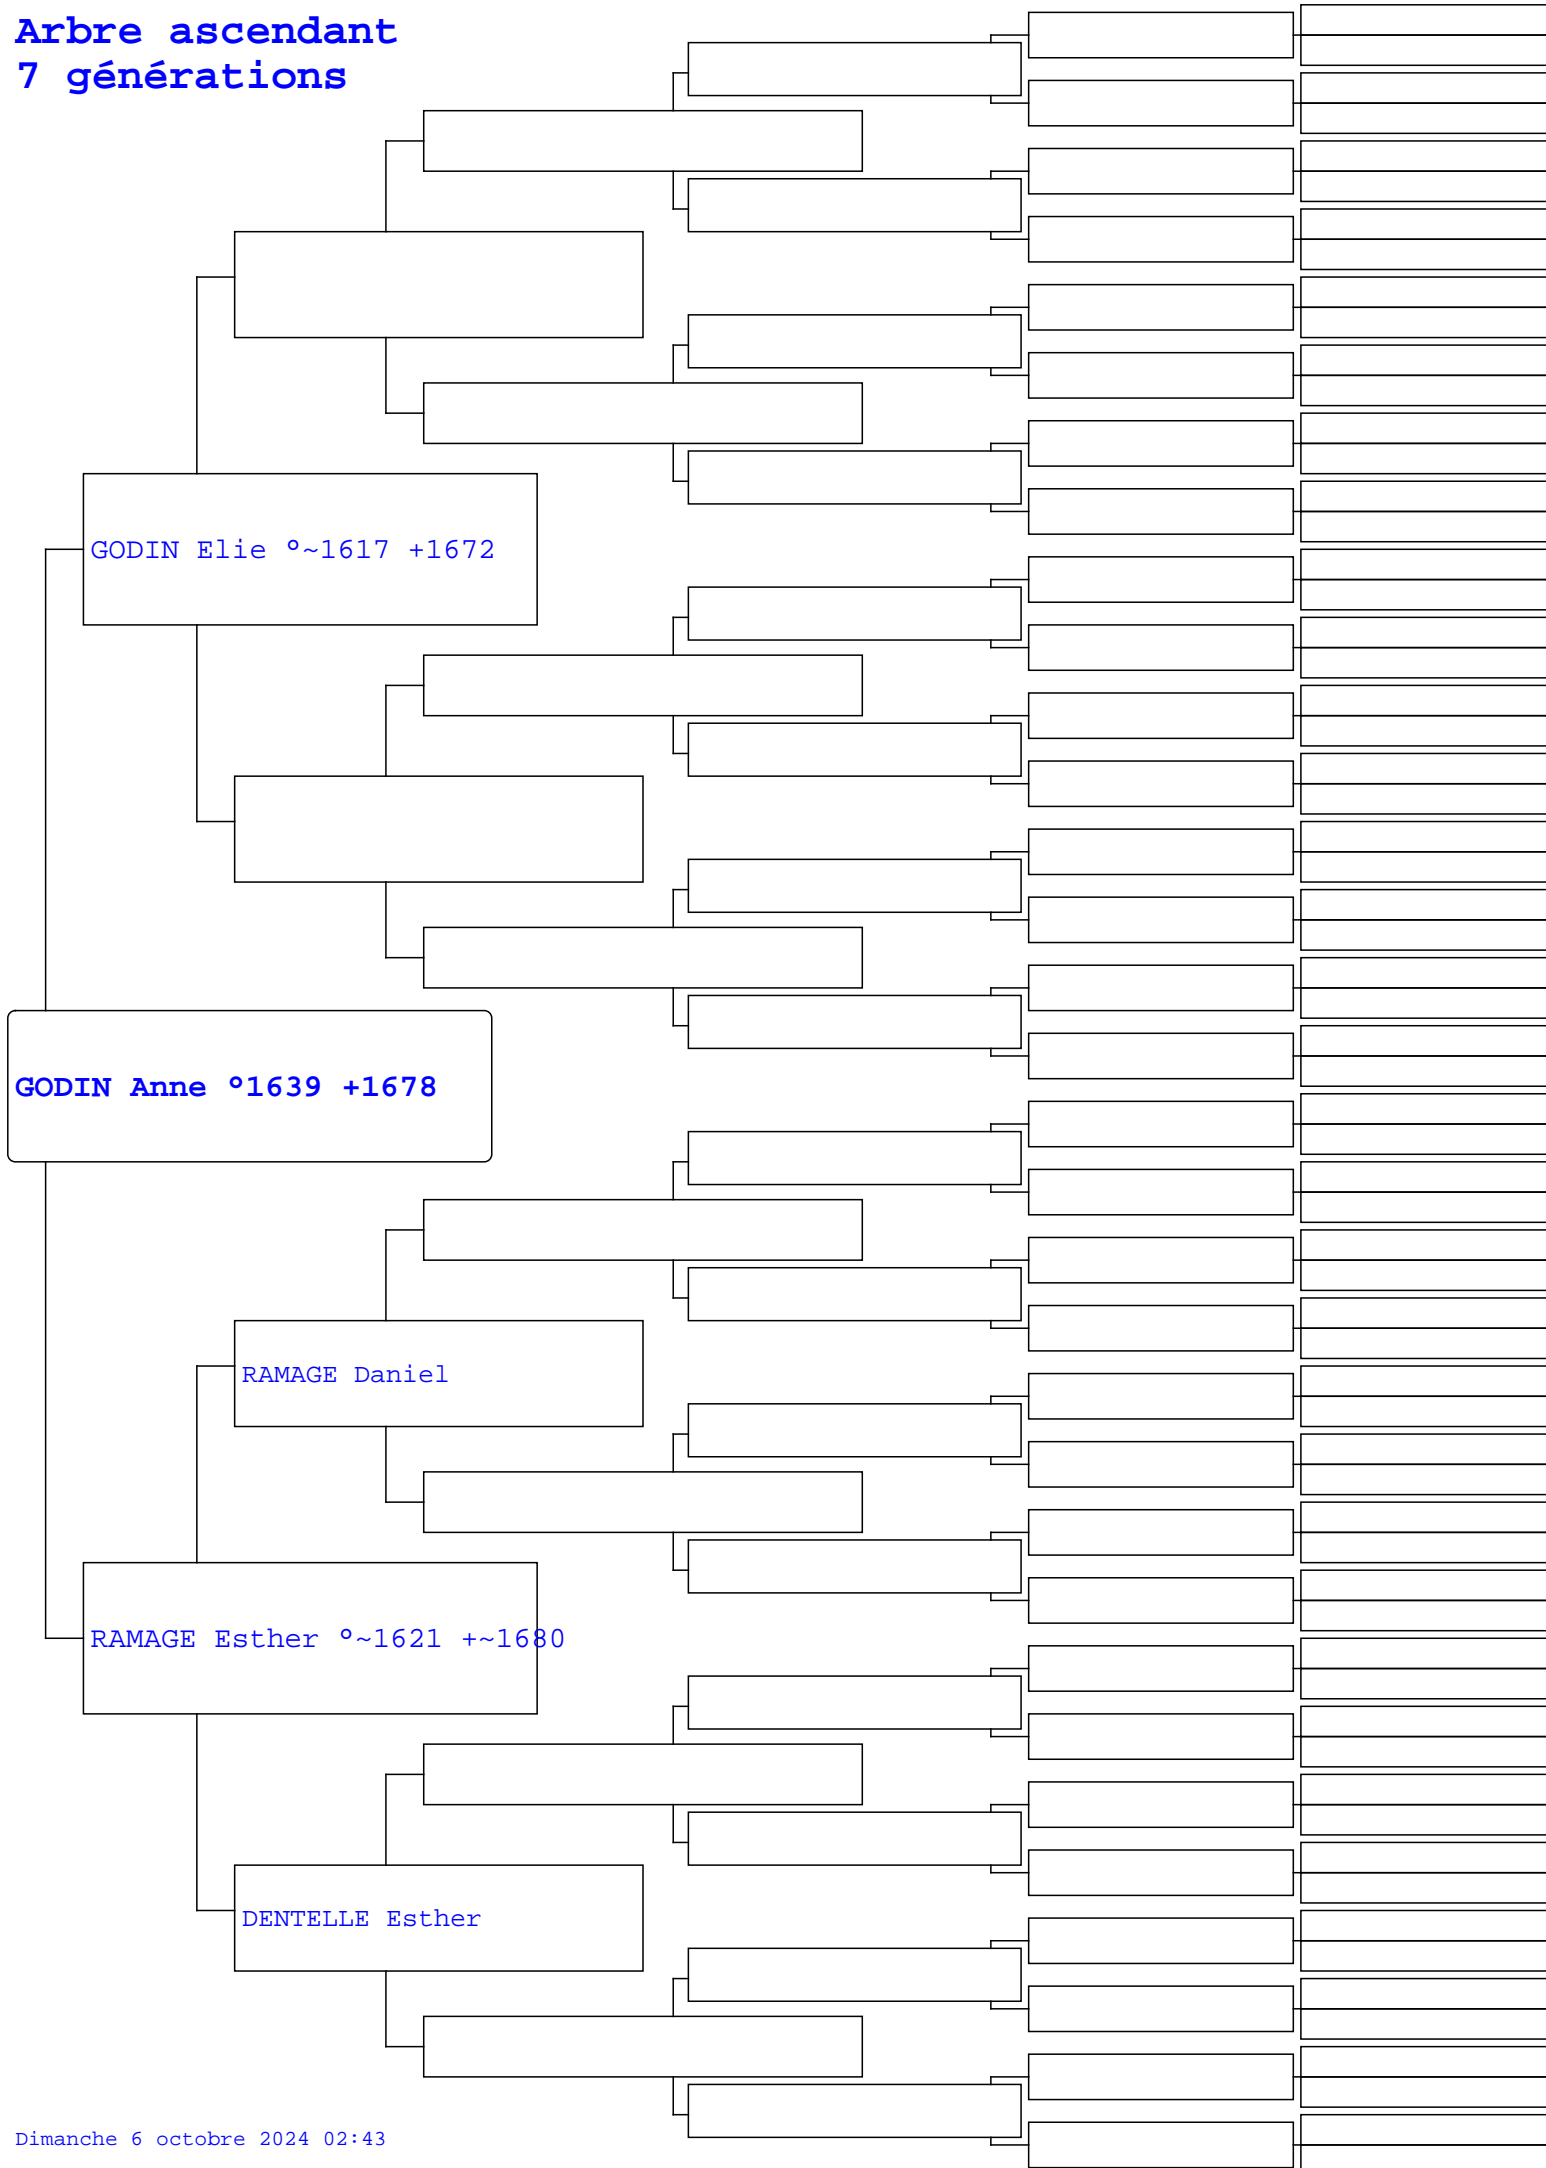 Arbre ascendant
7 générations
GODIN Elie °~1617 +1672
GODIN Anne °1639 +1678
RAMAGE Daniel
RAMAGE Esther °~1621 +~1680
DENTELLE Esther
Dimanche 6 octobre 2024 02:43